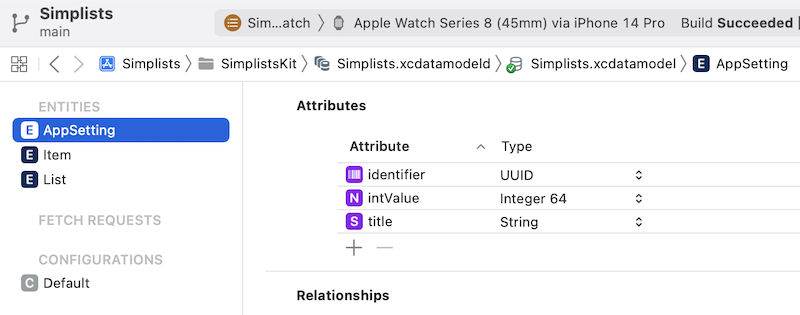 Simplists
main
Sim...atch 〉 Apple Watch Series 8 (45mm) via iPhone 14 Pro Build Succeeded
Simplists 〉 SimplistsKit 〉 Simplists.xcdatamodeld 〉 Simplists.xcdatamodel 〉 E AppSetting
ENTITIES
E AppSetting
E Item
E List
FETCH REQUESTS
CONFIGURATIONS
C Default
Attributes
Attribute Type
identifier UUID
N intValue Integer 64
S title String
Relationships